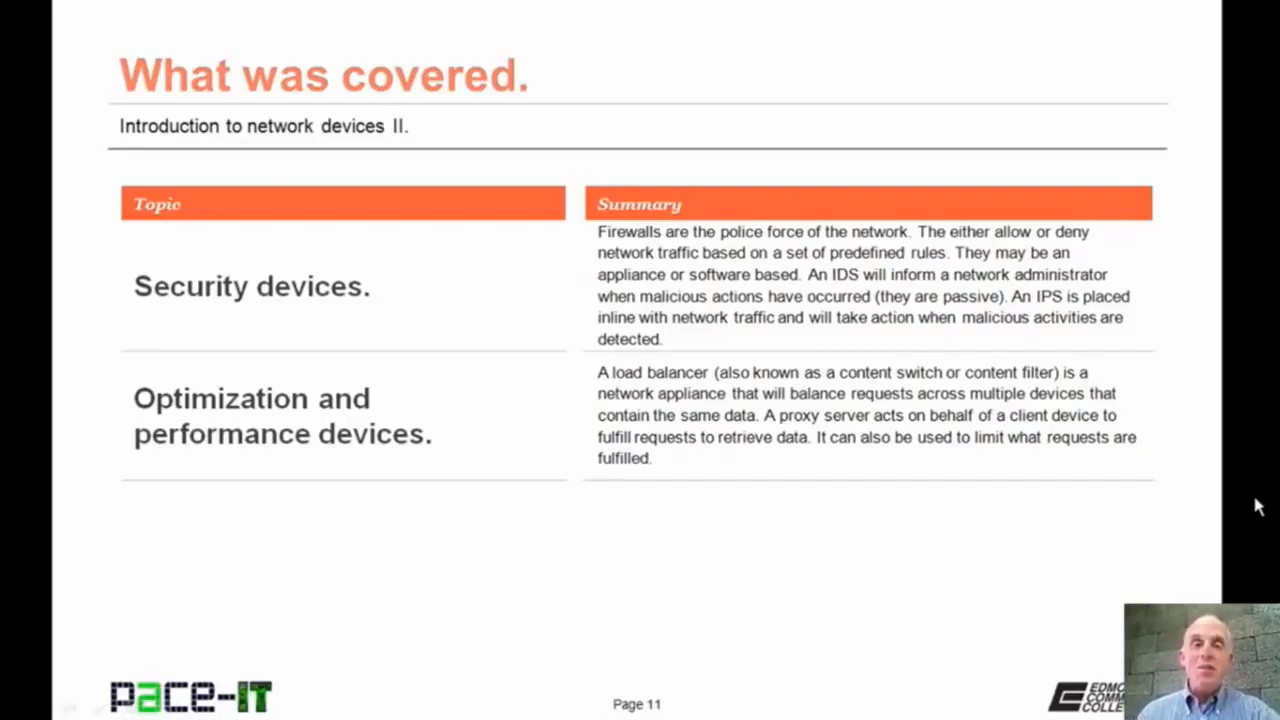 What was covered.
Introduction to network devices II.
Topic
Summary
Security devices.
Firewalls are the police force of the network. The either allow or deny
network traffic based on a set of predefined rules. They may be an
appliance or software based. An IDS will inform a network administrator
when malicious actions have occurred (they are passive). An IPS is placed
inline with network traffic and will take action when malicious activities are
detected.
Optimization and
performance devices.
A load balancer (also known as a content switch or content filter) is a
network appliance that will balance requests across multiple devices that
contain the same data. A proxy server acts on behalf of a client device to
fulfill requests to retrieve data. It can also be used to limit what requests are
fulfilled.
pace-IT
Page 11
EDMO
COMM
COLLE